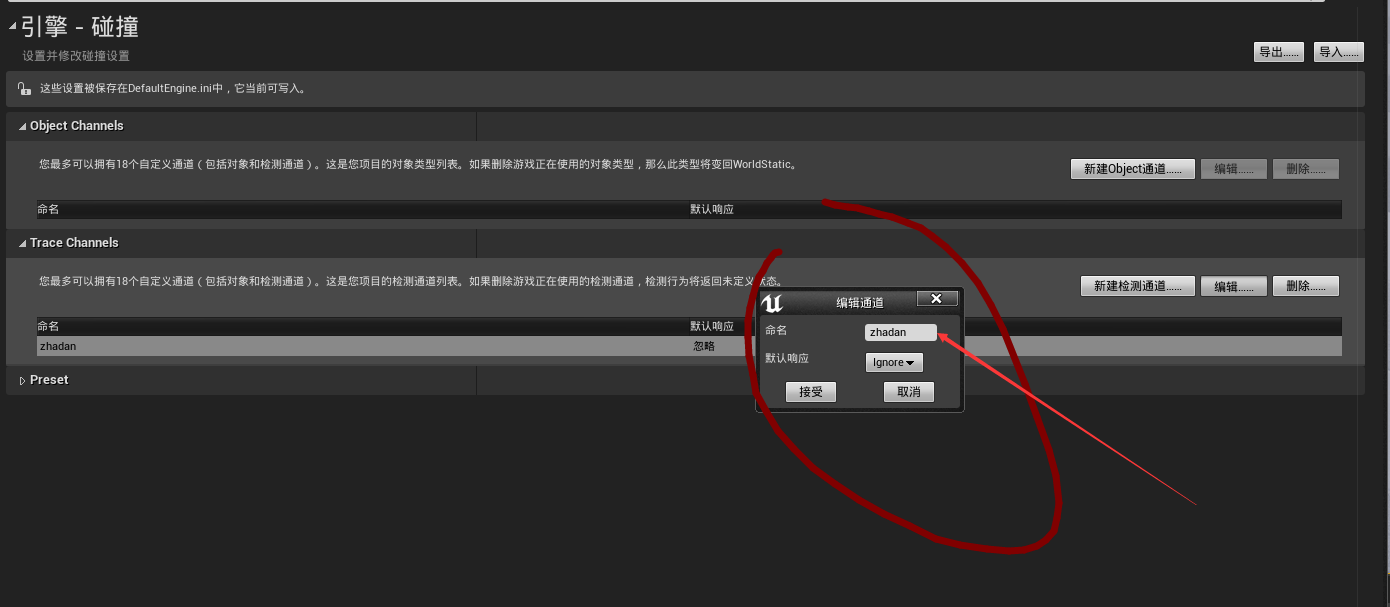 引擎 - 碰撞
设置并修改碰撞设置
导出......
导入......
这些设置被保存在DefaultEngine.ini中，它当前可写入。
Object Channels
您最多可以拥有18个自定义通道（包括对象和检测通道）。这是您项目的对象类型列表。如果删除游戏正在使用的对象类型，那么此类型将变回WorldStatic。
新建Object通道......
编辑......
删除......
命名
默认响应
Trace Channels
您最多可以拥有18个自定义通道（包括对象和检测通道）。这是您项目的检测通道列表。如果删除游戏正在使用的检测通道，检测行为将返回未定义状态。
新建检测通道......
编辑......
删除......
命名
默认响应
zhadan
忽略
编辑通道
命名
zhadan
默认响应
Ignore
接受
取消
Preset